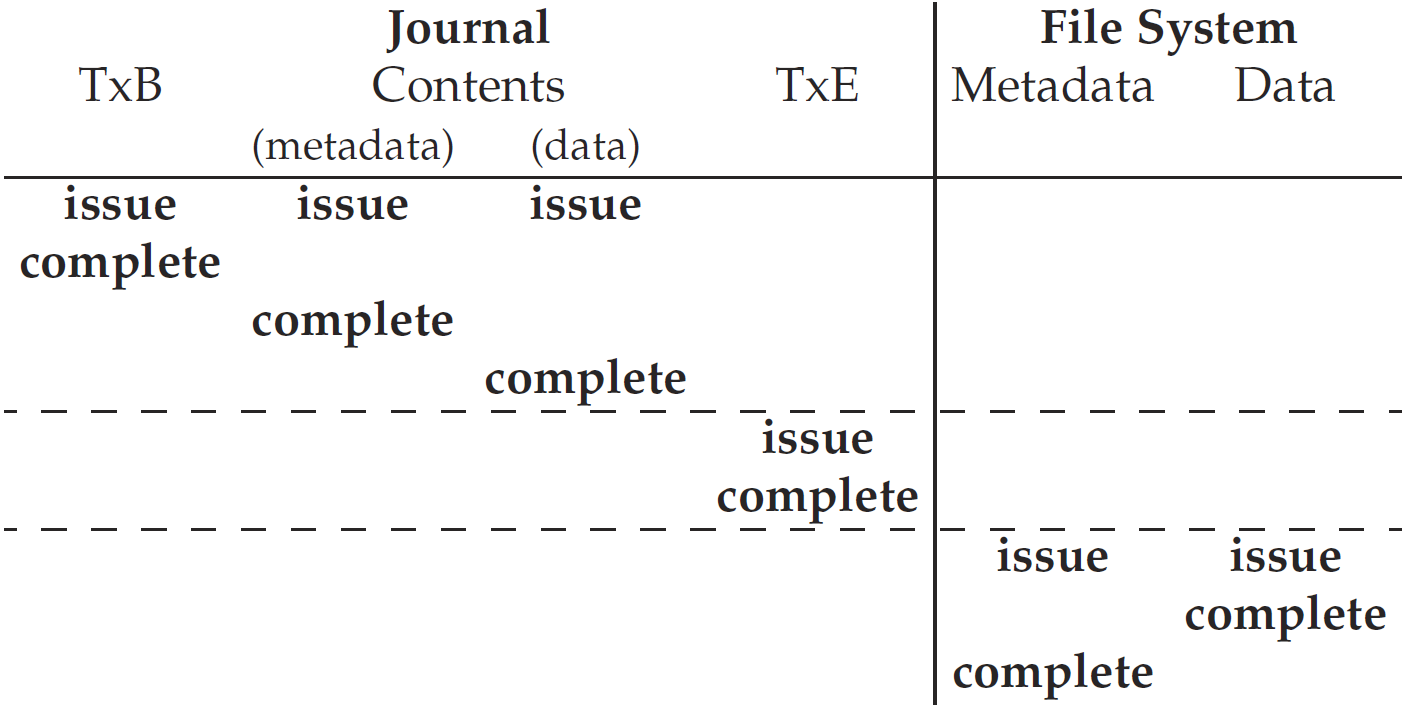 Journal File System
TxB Contents TxE Metadata Data
(metadata) (data)
issue issue issue
complete
complete
complete
issue
complete
issue issue
complete
complete